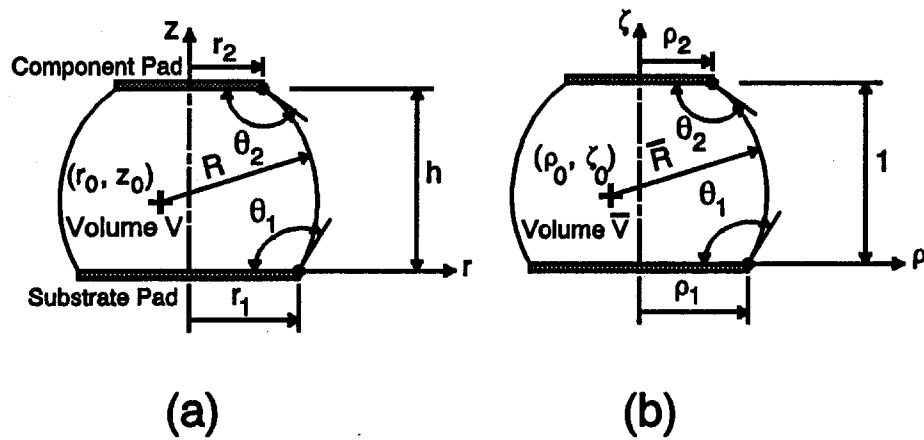 z
r₂
Component Pad
θ₂
R
(r₀, z₀)
h
θ₁
Volume V
r
Substrate Pad
r₁
(a)
ζ
ρ₂
θ₂
R̅
(ρ₀, ζ₀)
1
θ₁
Volume V̅
ρ
ρ₁
(b)